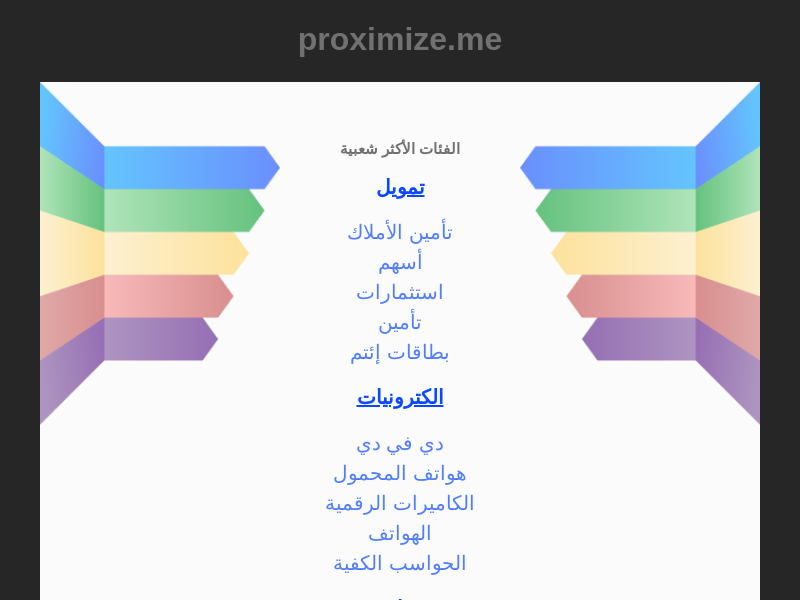 proximize.me
الفئات الأكثر شعبية
تمويل
تأمين الأملاك
أسهم
استثمارات
تأمين
بطاقات إئتم
الكترونيات
دي في دي
هواتف المحمول
الكاميرات الرقمية
الهواتف
الحواسب الكفية